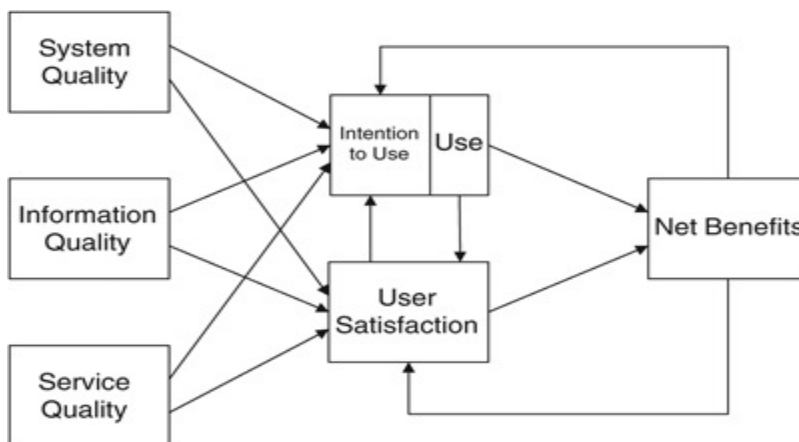 System
Quality
Intention
to Use
Use
Information
Quality
Net Benefits
User
Satisfaction
Service
Quality